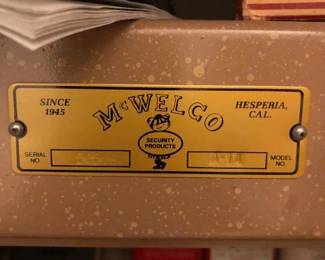 McWELCO
SINCE
1945
HESPERIA,
CAL.
SECURITY
PRODUCTS
SERIAL
NO
MODEL
NO